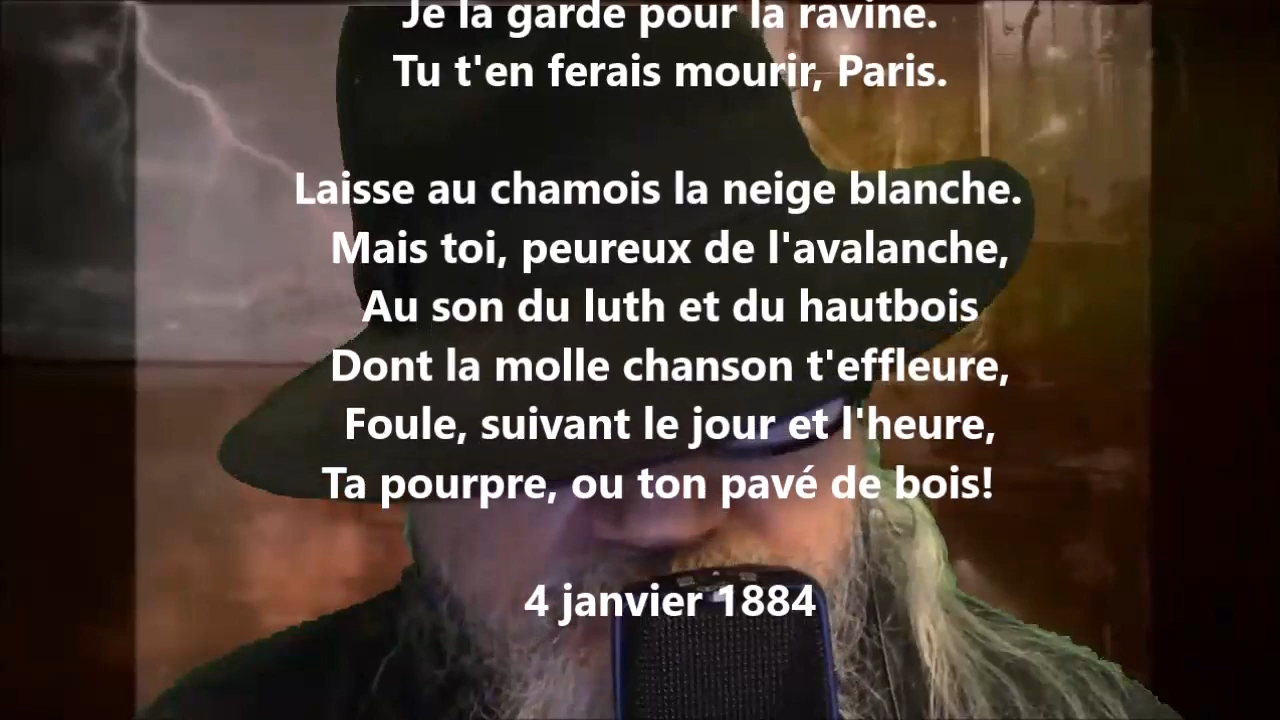 Je la garde pour la ravine.
Tu t'en ferais mourir, Paris.
Laisse au chamois la neige blanche.
Mais toi, peureux de l'avalanche,
Au son du luth et du hautbois
Dont la molle chanson t'effleure,
Foule, suivant le jour et l'heure,
Ta pourpre, ou ton pavé de bois!
4 janvier 1884